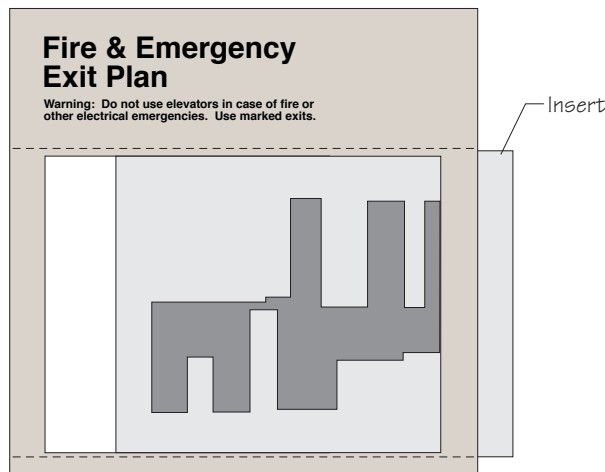 Fire & Emergency
Exit Plan
Warning:  Do not use elevators in case of fire or
other electrical emergencies.  Use marked exits.
Insert